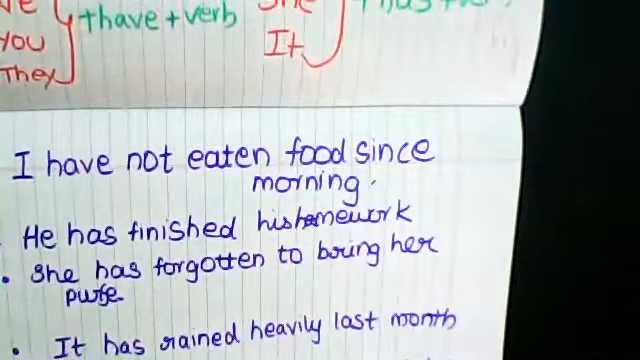 You
They
+have+verb
She
It
I have not eaten food since
morning.
He has finished his homework
She has forgotten to bring her
purse
It has rained heavily last month